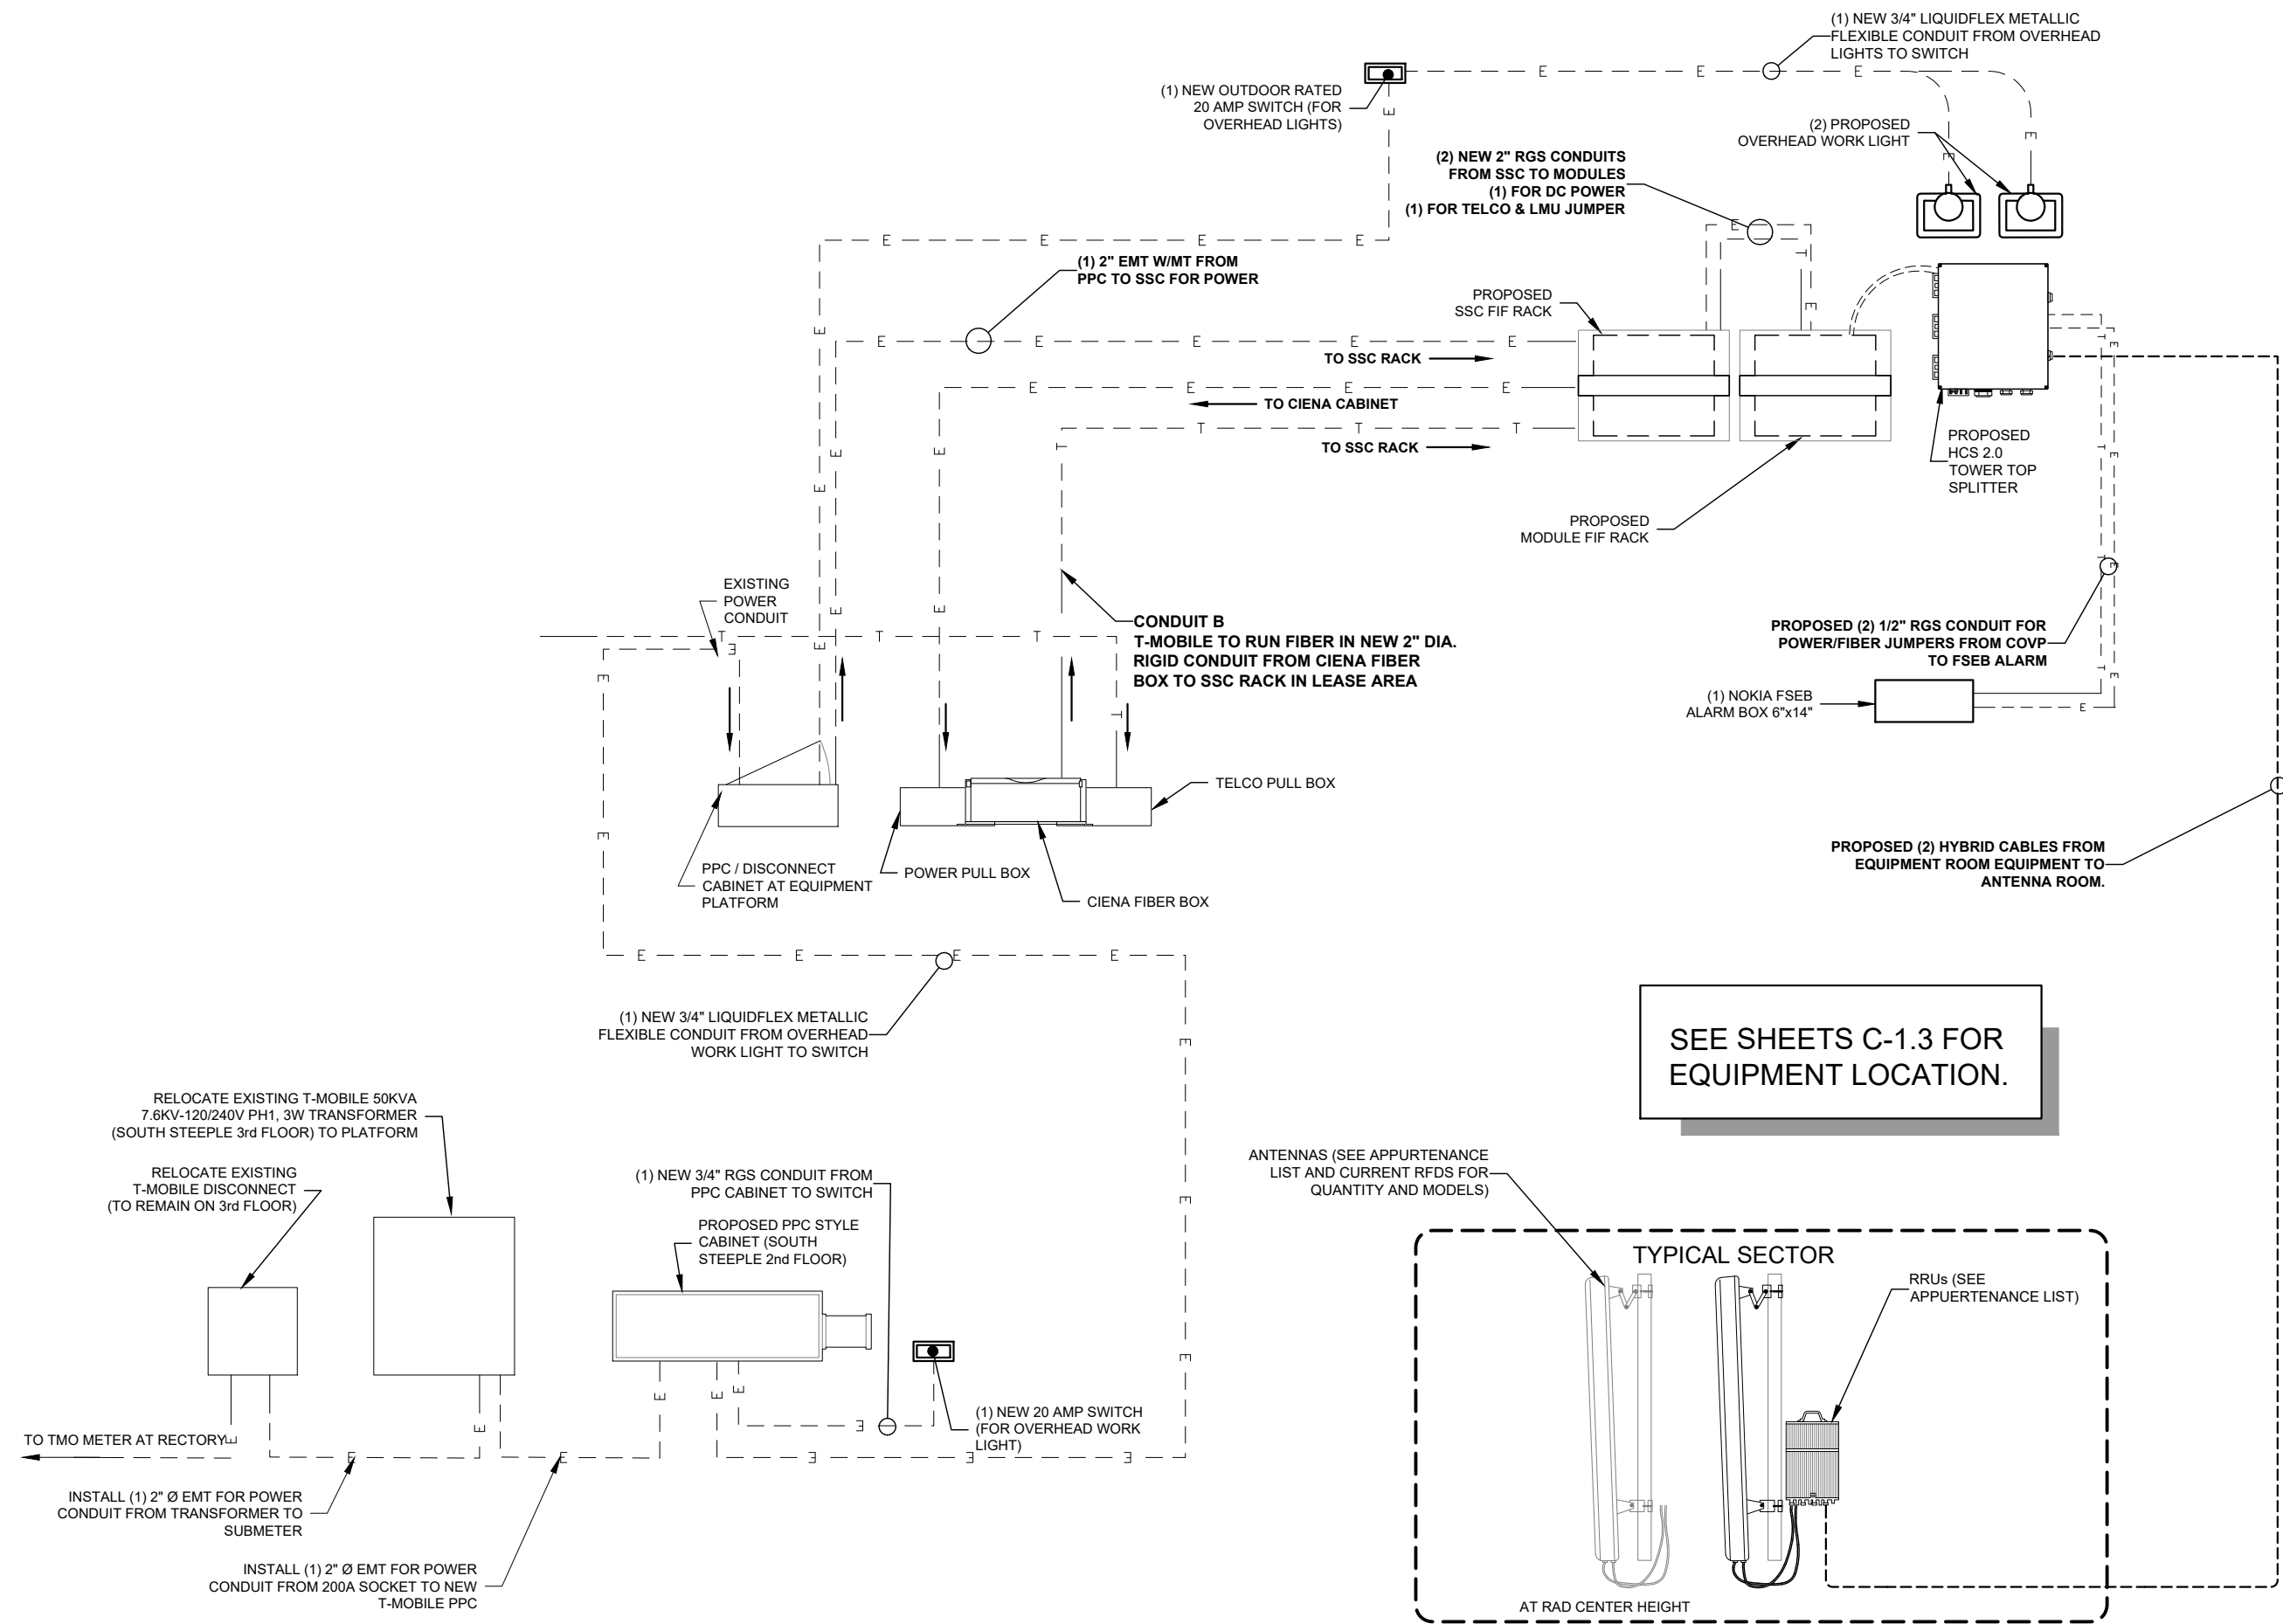 (1) NEW 3/4" LIQUIDFLEX METALLIC
FLEXIBLE CONDUIT FROM OVERHEAD
LIGHTS TO SWITCH
(1) NEW OUTDOOR RATED
20 AMP SWITCH (FOR
OVERHEAD LIGHTS)
(2) PROPOSED
OVERHEAD WORK LIGHT
(2) NEW 2" RGS CONDUITS
FROM SSC TO MODULES
(1) FOR DC POWER
(1) FOR TELCO & LMU JUMPER
(1) 2" EMT W/MT FROM
PPC TO SSC FOR POWER
PROPOSED
SSC FIF RACK
TO SSC RACK
TO CIENA CABINET
TO SSC RACK
PROPOSED
HCS 2.0
TOWER TOP
SPLITTER
PROPOSED
MODULE FIF RACK
EXISTING
POWER
CONDUIT
CONDUIT B
T-MOBILE TO RUN FIBER IN NEW 2" DIA.
RIGID CONDUIT FROM CIENA FIBER
BOX TO SSC RACK IN LEASE AREA
PROPOSED (2) 1/2" RGS CONDUIT FOR
POWER/FIBER JUMPERS FROM COVP
TO FSEB ALARM
(1) NOKIA FSEB
ALARM BOX 6"x14"
TELCO PULL BOX
PPC / DISCONNECT
CABINET AT EQUIPMENT
PLATFORM
POWER PULL BOX
CIENA FIBER BOX
PROPOSED (2) HYBRID CABLES FROM
EQUIPMENT ROOM EQUIPMENT TO
ANTENNA ROOM.
(1) NEW 3/4" LIQUIDFLEX METALLIC
FLEXIBLE CONDUIT FROM OVERHEAD
WORK LIGHT TO SWITCH
SEE SHEETS C-1.3 FOR
EQUIPMENT LOCATION.
RELOCATE EXISTING T-MOBILE 50KVA
7.6KV-120/240V PH1, 3W TRANSFORMER
(SOUTH STEEPLE 3rd FLOOR) TO PLATFORM
RELOCATE EXISTING
T-MOBILE DISCONNECT
(TO REMAIN ON 3rd FLOOR)
(1) NEW 3/4" RGS CONDUIT FROM
PPC CABINET TO SWITCH
PROPOSED PPC STYLE
CABINET (SOUTH
STEEPLE 2nd FLOOR)
ANTENNAS (SEE APPURTENANCE
LIST AND CURRENT RFDS FOR
QUANTITY AND MODELS)
TYPICAL SECTOR
RRUs (SEE
APPUERTENANCE LIST)
(1) NEW 20 AMP SWITCH
(FOR OVERHEAD WORK
LIGHT)
TO TMO METER AT RECTORY
INSTALL (1) 2" Ø EMT FOR POWER
CONDUIT FROM TRANSFORMER TO
SUBMETER
INSTALL (1) 2" Ø EMT FOR POWER
CONDUIT FROM 200A SOCKET TO NEW
T-MOBILE PPC
AT RAD CENTER HEIGHT